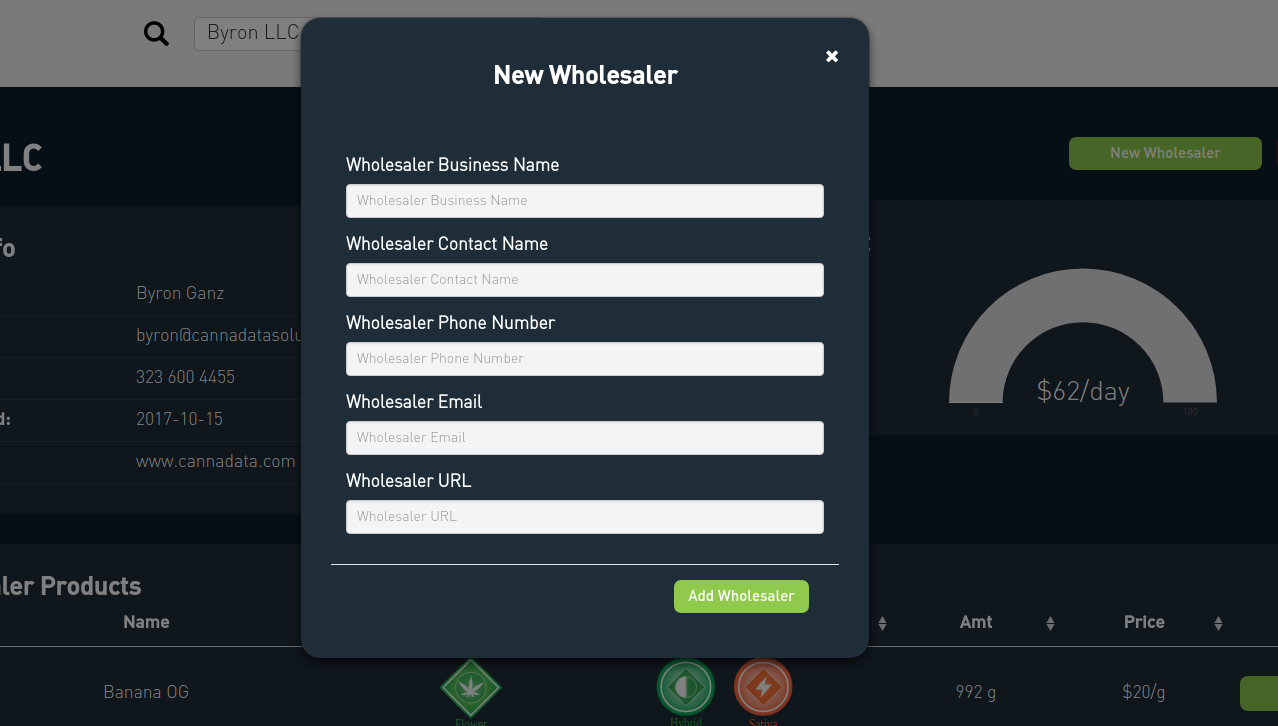 Byron LLC
New Wholesaler
LLC
New Wholesaler
Wholesaler Business Name
Wholesaler Business Name
Wholesaler Contact Name
Wholesaler Contact Name
Byron Ganz
byron@cannadatasolu
Wholesaler Phone Number
Wholesaler Phone Number
323 600 4455
d:
2017-10-15
$62/day
0
100
Wholesaler Email
Wholesaler Email
www.cannadata.com
Wholesaler URL
Wholesaler URL
ler Products
Add Wholesaler
Name
Amt
Price
Banana OG
Flower
Hybrid
Sativa
992 g
$20/g